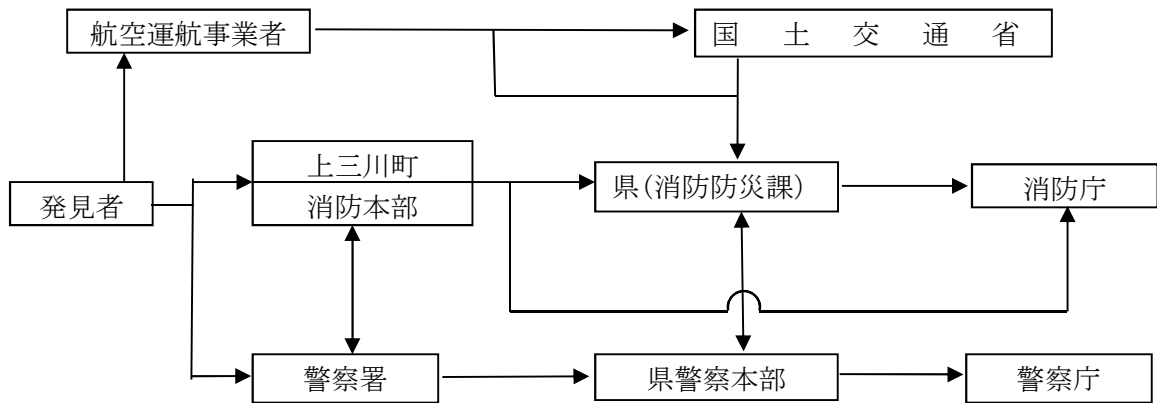 航空運航事業者
国土交通省
上三川町
消防本部
発見者
県(消防防災課)
消防庁
警察署
県警察本部
警察庁